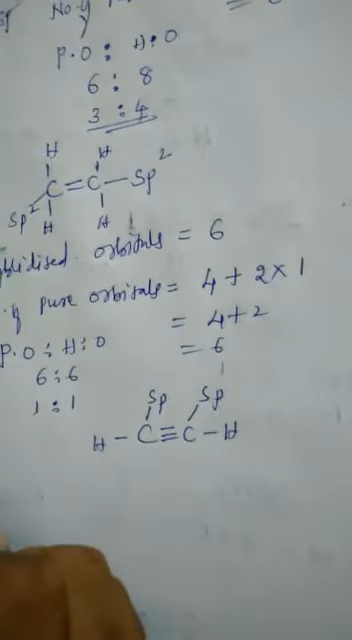 No. of
P.O : H.O
6 : 8
3 : 4
H H
C = C - Sp2
Sp2 H H
orbitals = 6
of pure orbitals = 4 + 2 x 1
= 4 + 2
P.O : H.O = 6
6 : 6
1 : 1
Sp Sp
H - C ≡ C - H